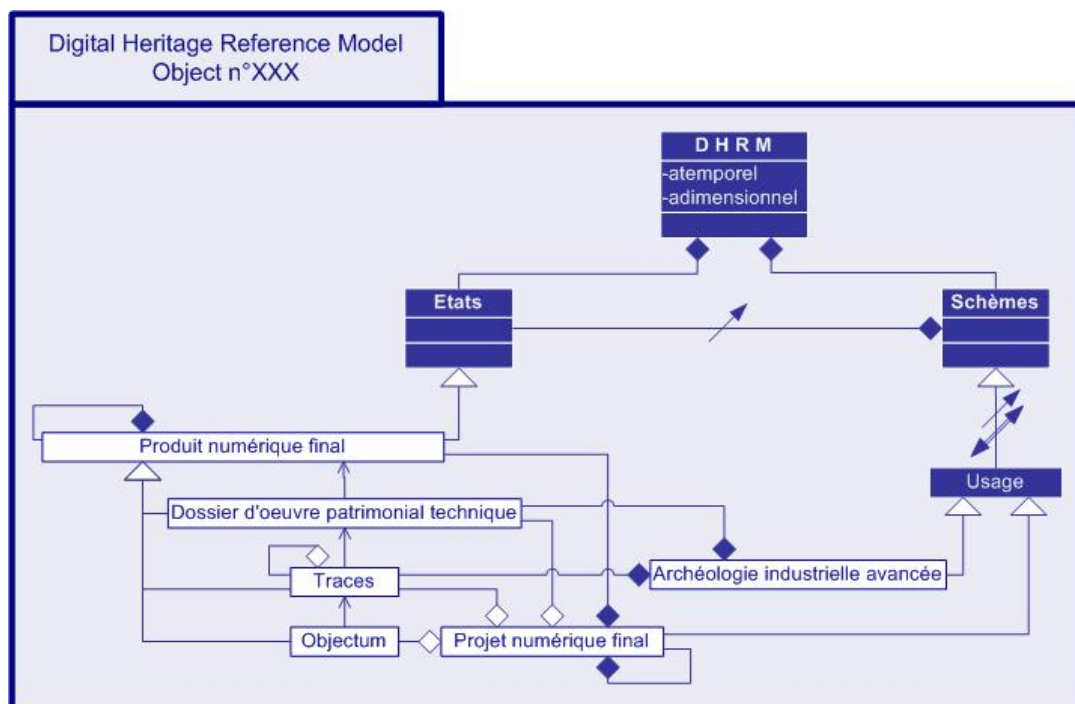 Digital Heritage Reference Model
Object n°XXX
D H R M
-atemporel
-adimensionnel
Etats
Schèmes
Produit numérique final
Usage
Dossier d'oeuvre patrimonial technique
Traces
Archéologie industrielle avancée
Objectum
Projet numérique final